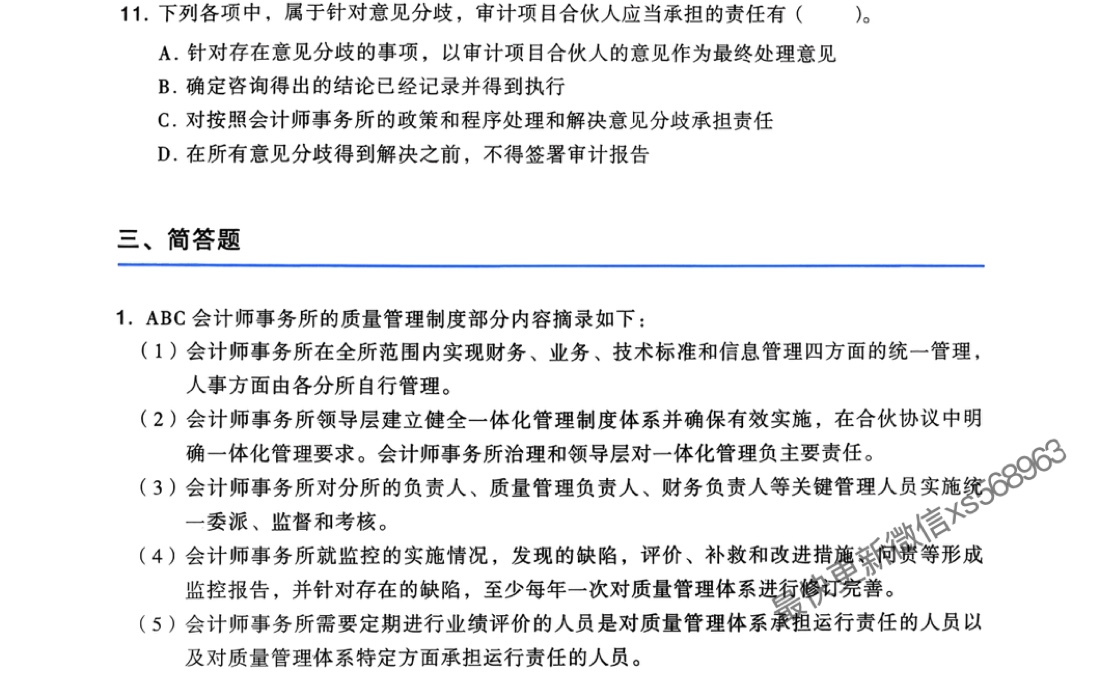 11. 下列各项中，属于针对意见分歧，审计项目合伙人应当承担的责任有（　　）。
A. 针对存在意见分歧的事项，以审计项目合伙人的意见作为最终处理意见
B. 确定咨询得出的结论已经记录并得到执行
C. 对按照会计师事务所的政策和程序处理和解决意见分歧承担责任
D. 在所有意见分歧得到解决之前，不得签署审计报告
三、简答题
1. ABC 会计师事务所的质量管理制度部分内容摘录如下：
（1）会计师事务所在全所范围内实现财务、业务、技术标准和信息管理四方面的统一管理，
人事方面由各分所自行管理。
（2）会计师事务所领导层建立健全一体化管理制度体系并确保有效实施，在合伙协议中明
确一体化管理要求。会计师事务所治理和领导层对一体化管理负主要责任。
（3）会计师事务所对分所的负责人、质量管理负责人、财务负责人等关键管理人员实施统
一委派、监督和考核。
（4）会计师事务所就监控的实施情况，发现的缺陷，评价、补救和改进措施，问责等形成
监控报告，并针对存在的缺陷，至少每年一次对质量管理体系进行修订完善。
（5）会计师事务所需要定期进行业绩评价的人员是对质量管理体系承担运行责任的人员以
及对质量管理体系特定方面承担运行责任的人员。
最快更新微信xs568963